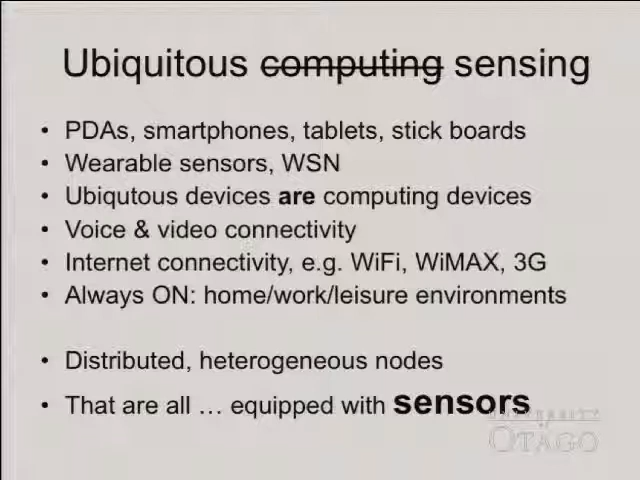 Ubiquitous computing sensing
• PDAs, smartphones, tablets, stick boards
• Wearable sensors, WSN
• Ubiqutous devices are computing devices
• Voice & video connectivity
• Internet connectivity, e.g. WiFi, WiMAX, 3G
• Always ON: home/work/leisure environments
• Distributed, heterogeneous nodes
• That are all … equipped with sensors
UNIVERSITY
OTAGO